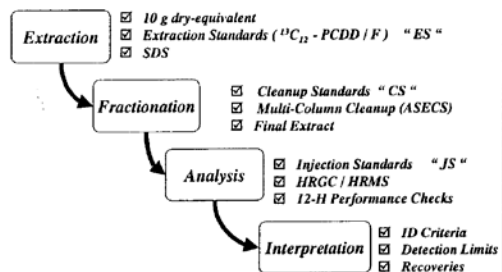 Extraction
☑ 10 g dry-equivalent
☑ Extraction Standards ( ¹³C₁₂ - PCDD / F ) " ES "
☑ SDS
Fractionation
☑ Cleanup Standards " CS "
☑ Multi-Column Cleanup (ASECS)
☑ Final Extract
Analysis
☑ Injection Standards " JS "
☑ HRGC / HRMS
☑ 12-H Performance Checks
Interpretation
☑ ID Criteria
☑ Detection Limits
☑ Recoveries